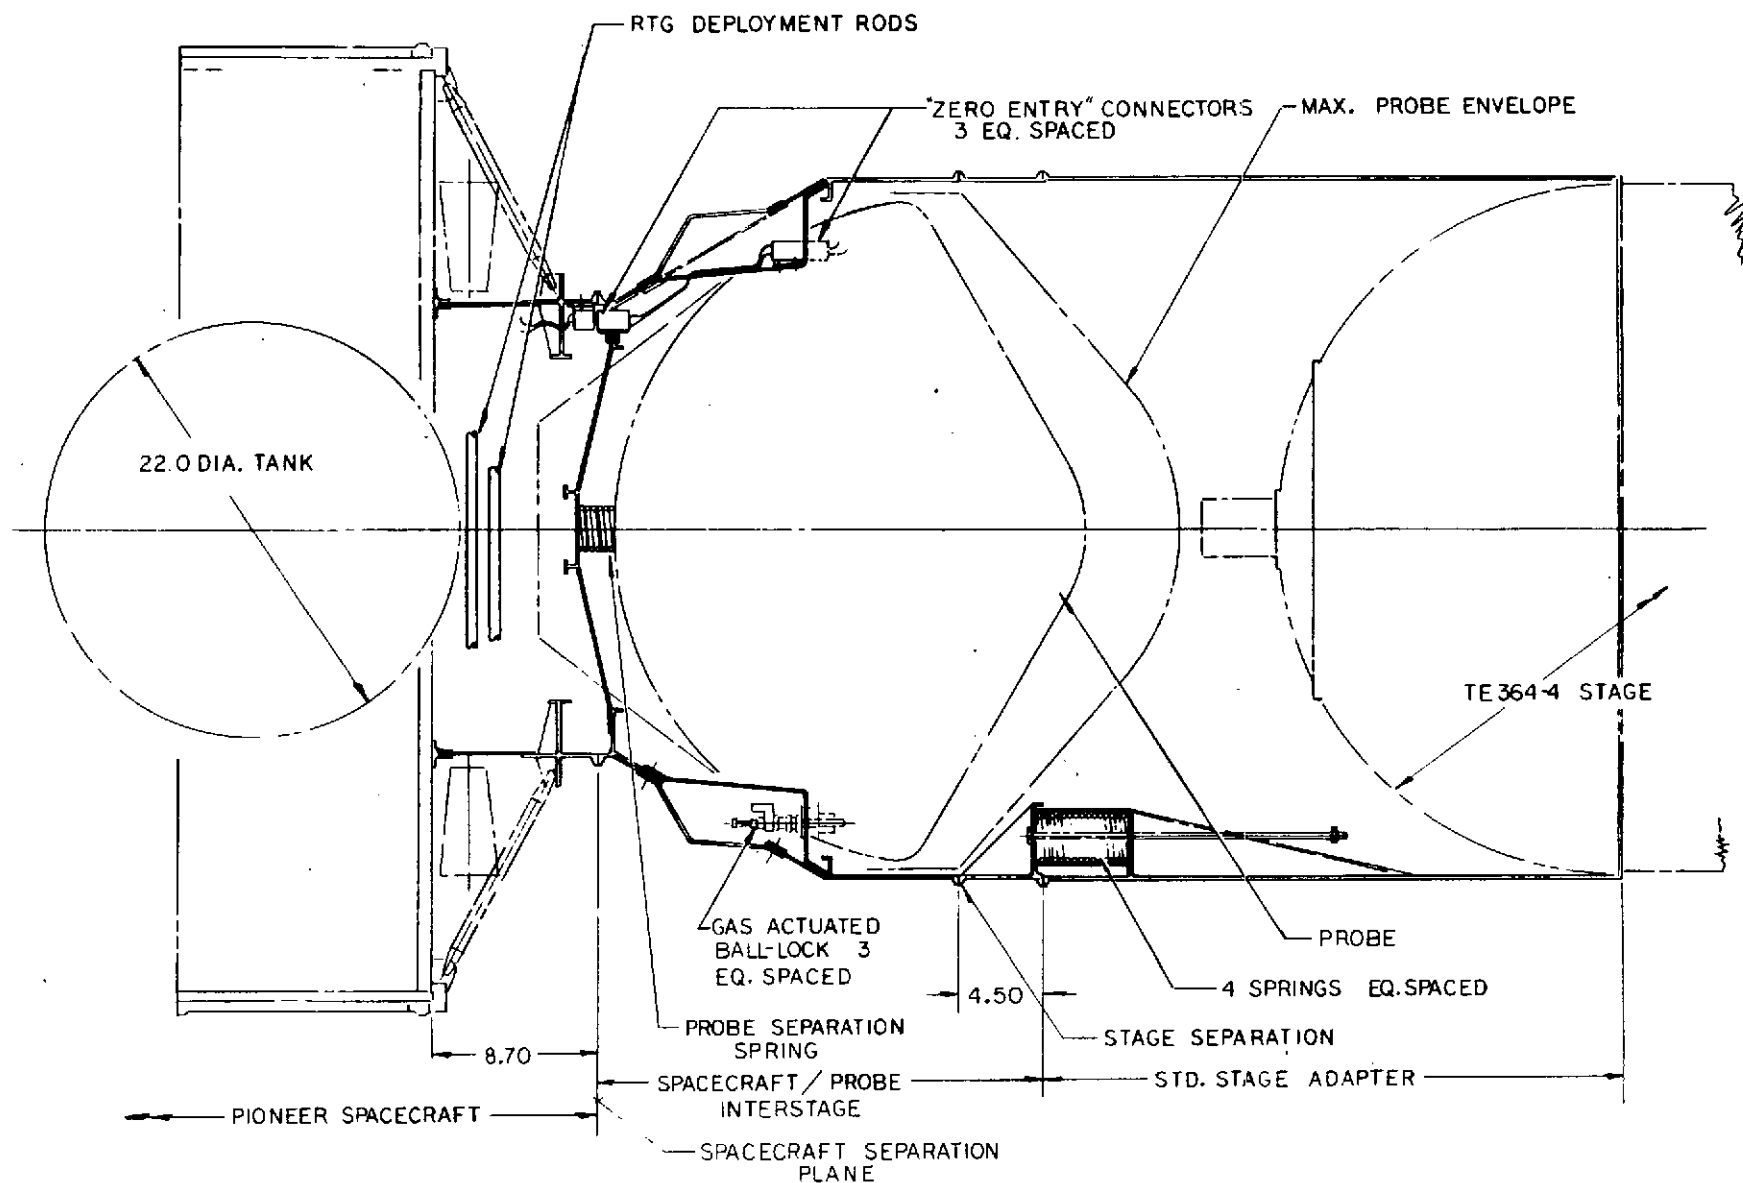 RTG DEPLOYMENT RODS
"ZERO ENTRY" CONNECTORS
3 EQ. SPACED
MAX. PROBE ENVELOPE
22.0 DIA. TANK
TE 364-4 STAGE
GAS ACTUATED
BALL-LOCK 3
EQ. SPACED
PROBE
4 SPRINGS EQ. SPACED
4.50
STAGE SEPARATION
PROBE SEPARATION
SPRING
8.70
SPACECRAFT / PROBE
INTERSTAGE
STD. STAGE ADAPTER
PIONEER SPACECRAFT
SPACECRAFT SEPARATION
PLANE